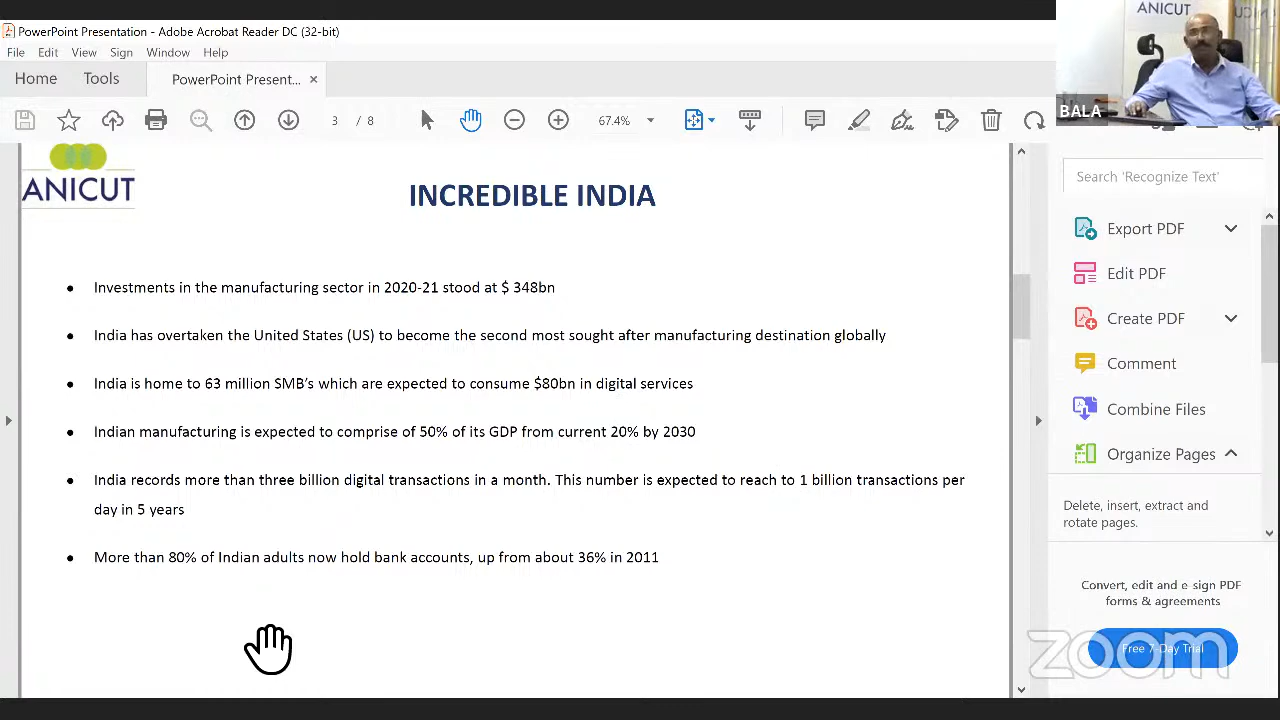 PowerPoint Presentation - Adobe Acrobat Reader DC (32-bit)
File Edit View Sign Window Help
Home Tools PowerPoint Present... ×
3 / 8 67.4%
ANICUT
BALA
ANICUT
INCREDIBLE INDIA
• Investments in the manufacturing sector in 2020-21 stood at $ 348bn
• India has overtaken the United States (US) to become the second most sought after manufacturing destination globally
• India is home to 63 million SMB's which are expected to consume $80bn in digital services
• Indian manufacturing is expected to comprise of 50% of its GDP from current 20% by 2030
• India records more than three billion digital transactions in a month. This number is expected to reach to 1 billion transactions per
day in 5 years
• More than 80% of Indian adults now hold bank accounts, up from about 36% in 2011
Search 'Recognize Text'
Export PDF
Edit PDF
Create PDF
Comment
Combine Files
Organize Pages
Delete, insert, extract and
rotate pages.
Convert, edit and e-sign PDF
forms & agreements
Free 7-Day Trial
zoom